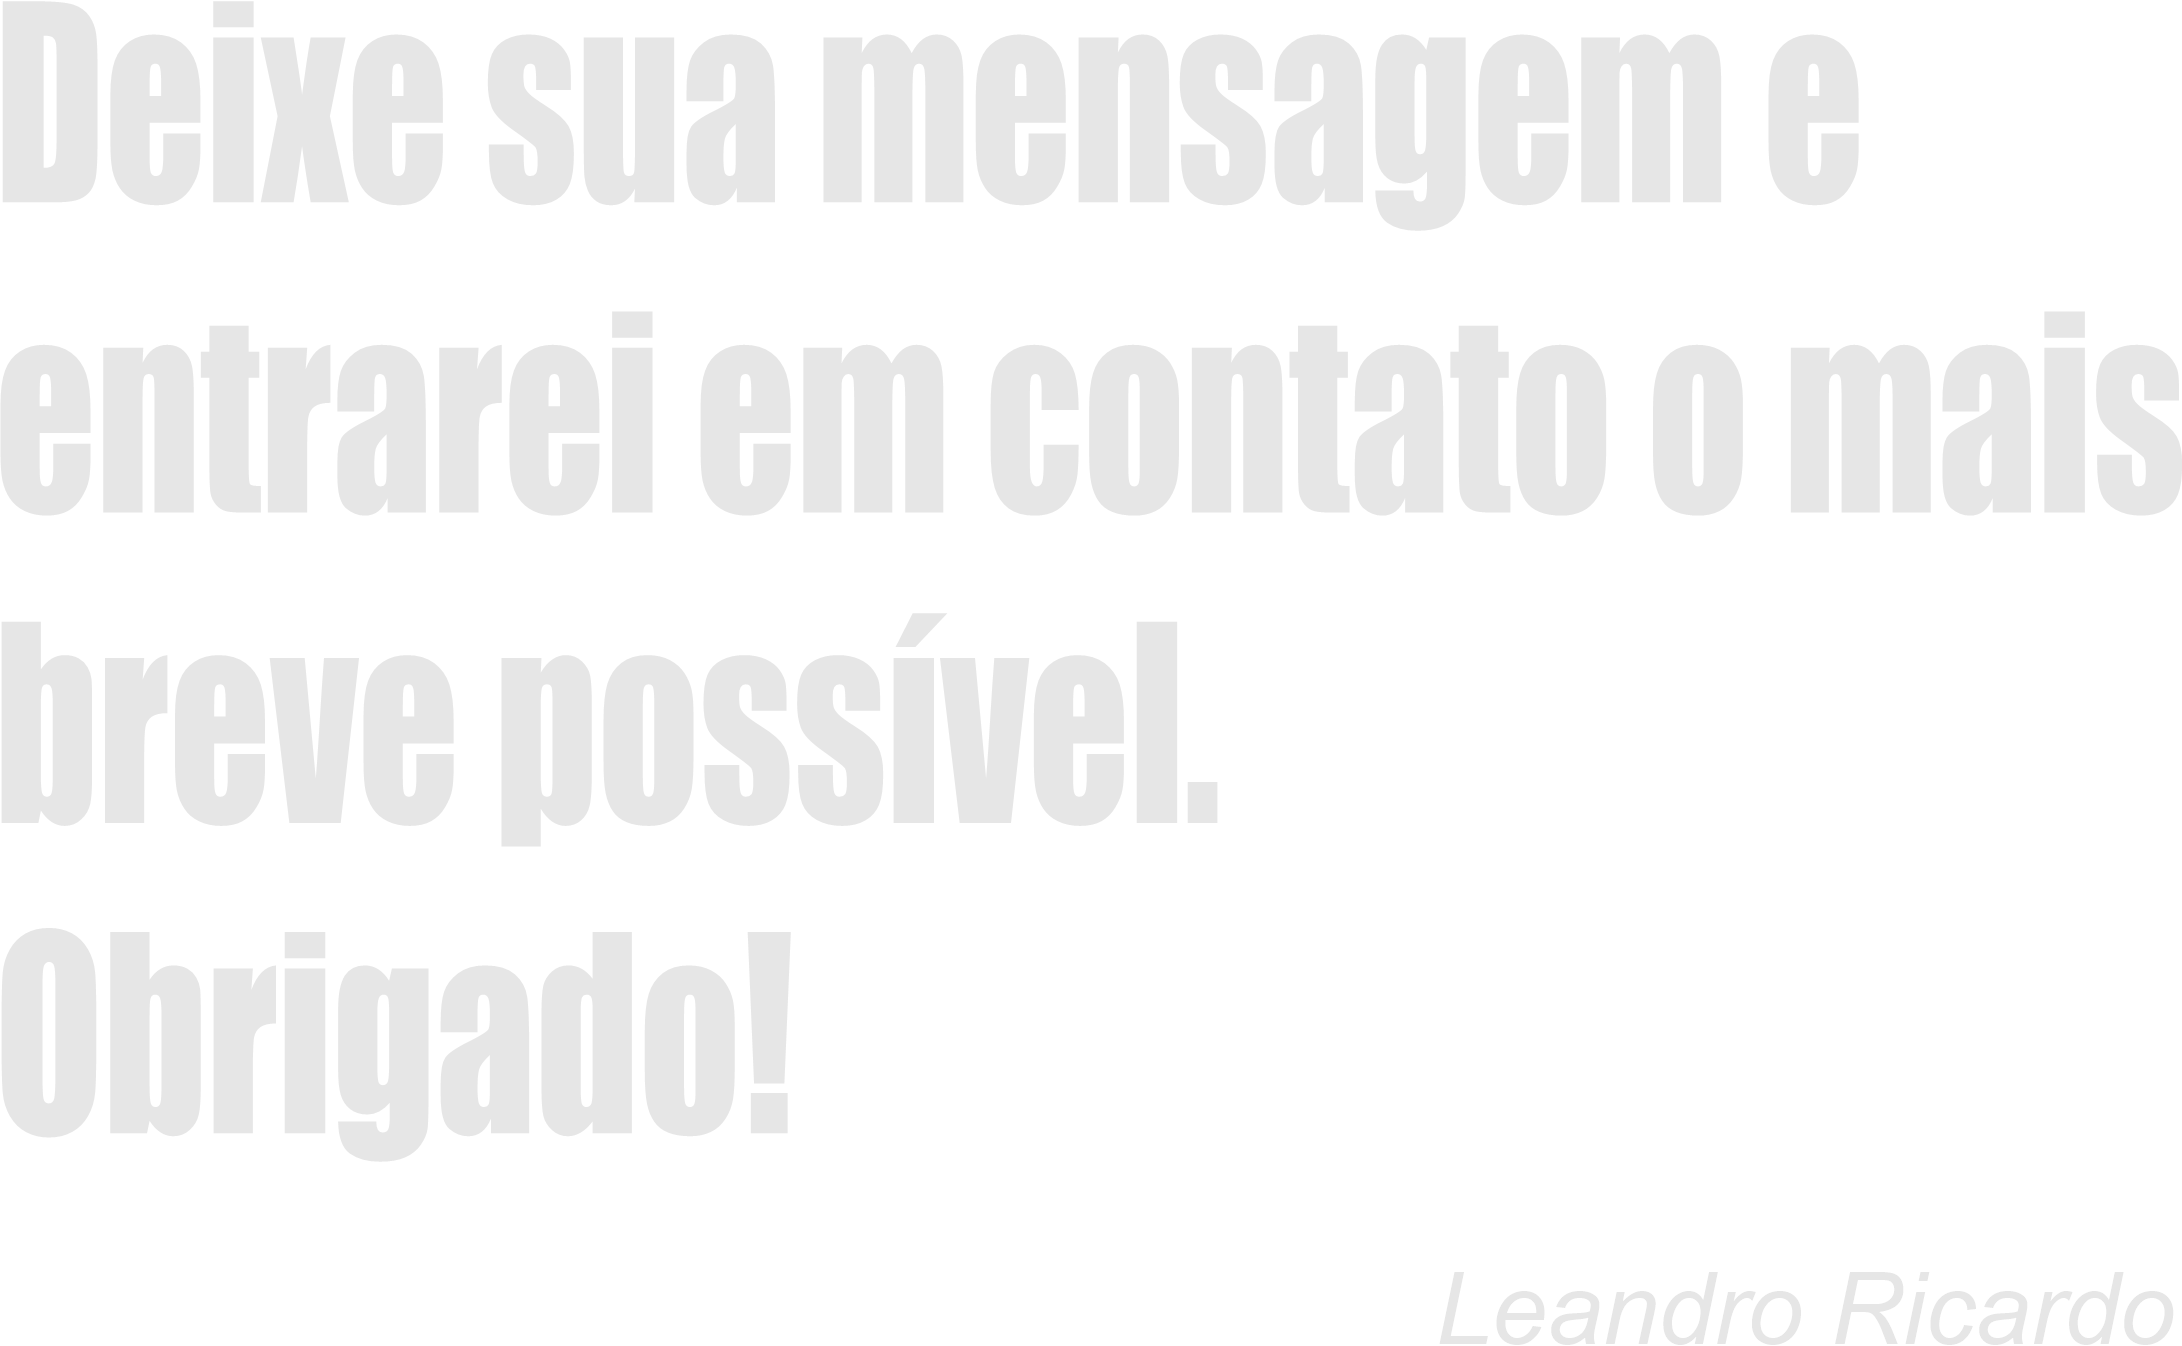 Deixe sua mensagem e
entrarei em contato o mais
breve possível.
Obrigado!
Leandro Ricardo